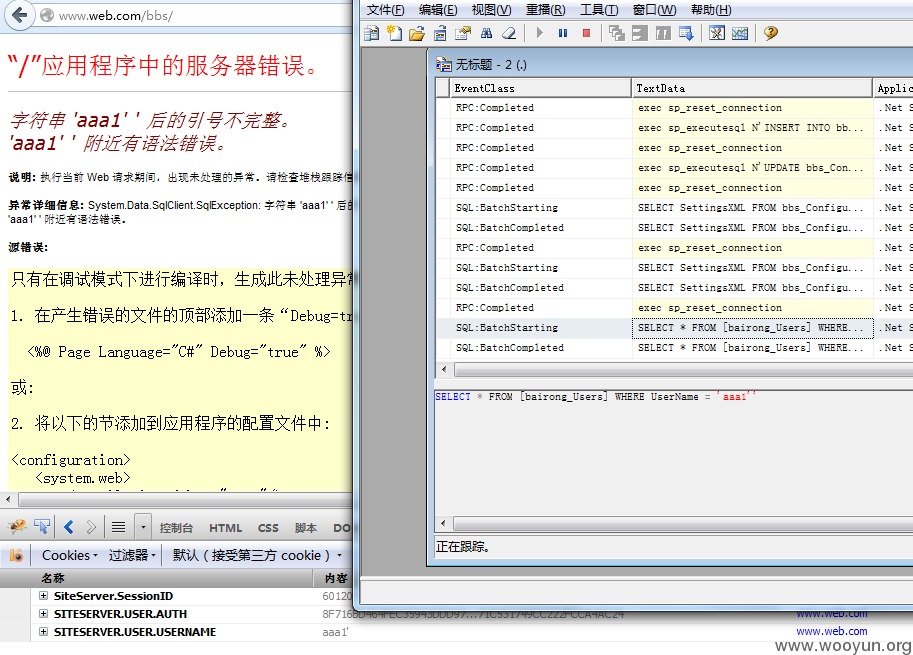 www.web.com/bbs/
“/”应用程序中的服务器错误。
字符串 'aaa1' ' 后的引号不完整。
'aaa1' ' 附近有语法错误。
说明: 执行当前 Web 请求期间，出现未处理的异常。请检查堆栈跟踪信
异常详细信息: System.Data.SqlClient.SqlException: 字符串 'aaa1' ' 后的
'aaa1' ' 附近有语法错误。
源错误:
只有在调试模式下进行编译时，生成此未处理异常
1. 在产生错误的文件的顶部添加一条“Debug=tr
<%@ Page Language="C#" Debug="true" %>
或:
2. 将以下的节添加到应用程序的配置文件中:
<configuration>
<system.web>
控制台 HTML CSS 脚本 DO
Cookies 过滤器 默认（接受第三方 cookie）
名称 内容
SiteServer.SessionID 60120
SITESERVER.USER.AUTH
SITESERVER.USER.USERNAME aaa1'
www.web.com
www.web.com
文件(F) 编辑(E) 视图(V) 重播(R) 工具(T) 窗口(W) 帮助(H)
无标题 - 2 (.)
EventClass TextData Applic
RPC:Completed exec sp_reset_connection .Net S
RPC:Completed exec sp_executesql N'INSERT INTO bb... .Net S
RPC:Completed exec sp_reset_connection .Net S
RPC:Completed exec sp_executesql N'UPDATE bbs_Con... .Net S
RPC:Completed exec sp_reset_connection .Net S
SQL:BatchStarting SELECT SettingsXML FROM bbs_Configu... .Net S
SQL:BatchCompleted SELECT SettingsXML FROM bbs_Configu... .Net S
RPC:Completed exec sp_reset_connection .Net S
SQL:BatchStarting SELECT SettingsXML FROM bbs_Configu... .Net S
SQL:BatchCompleted SELECT SettingsXML FROM bbs_Configu... .Net S
RPC:Completed exec sp_reset_connection .Net S
SQL:BatchStarting SELECT * FROM [bairong_Users] WHERE... .Net S
SQL:BatchCompleted SELECT * FROM [bairong_Users] WHERE... .Net S
SELECT * FROM [bairong_Users] WHERE UserName = 'aaa1''
正在跟踪。
www.wooyun.org